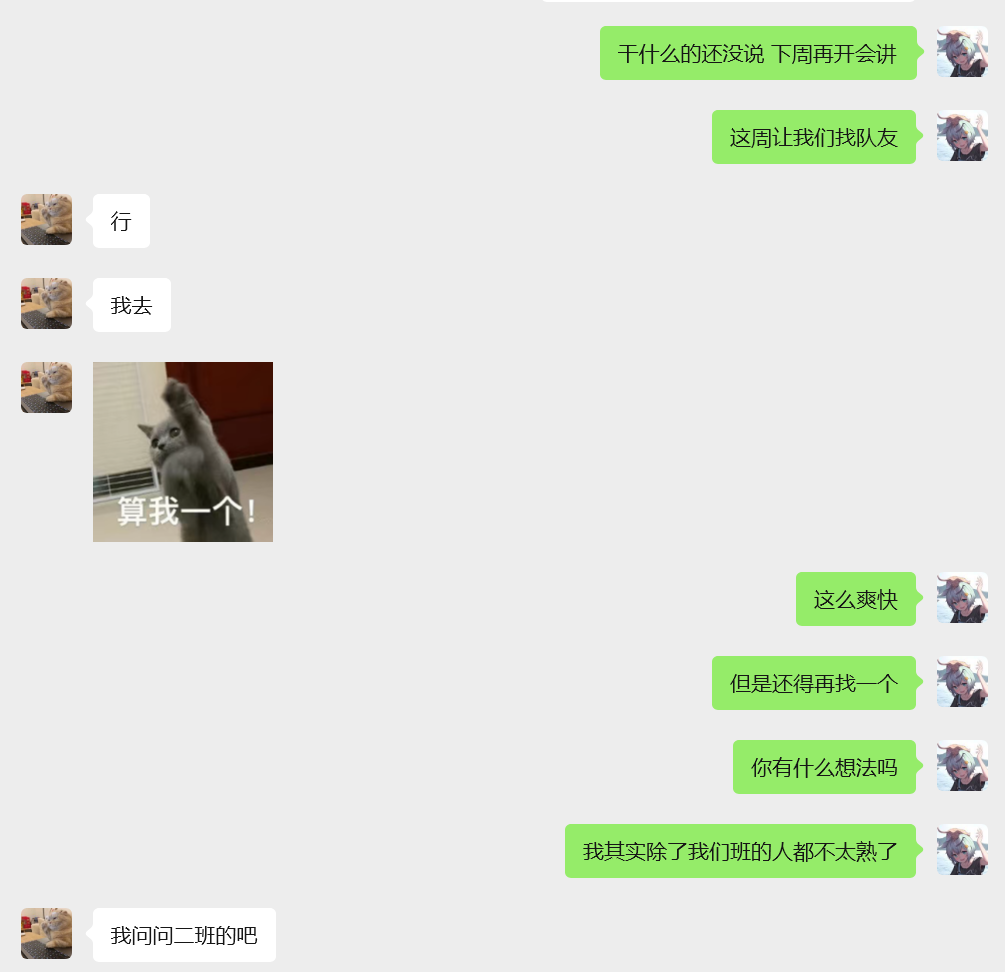 干什么的还没说 下周再开会讲
这周让我们找队友
行
我去
算我一个!
这么爽快
但是还得再找一个
你有什么想法吗
我其实除了我们班的人都不太熟了
我问问二班的吧